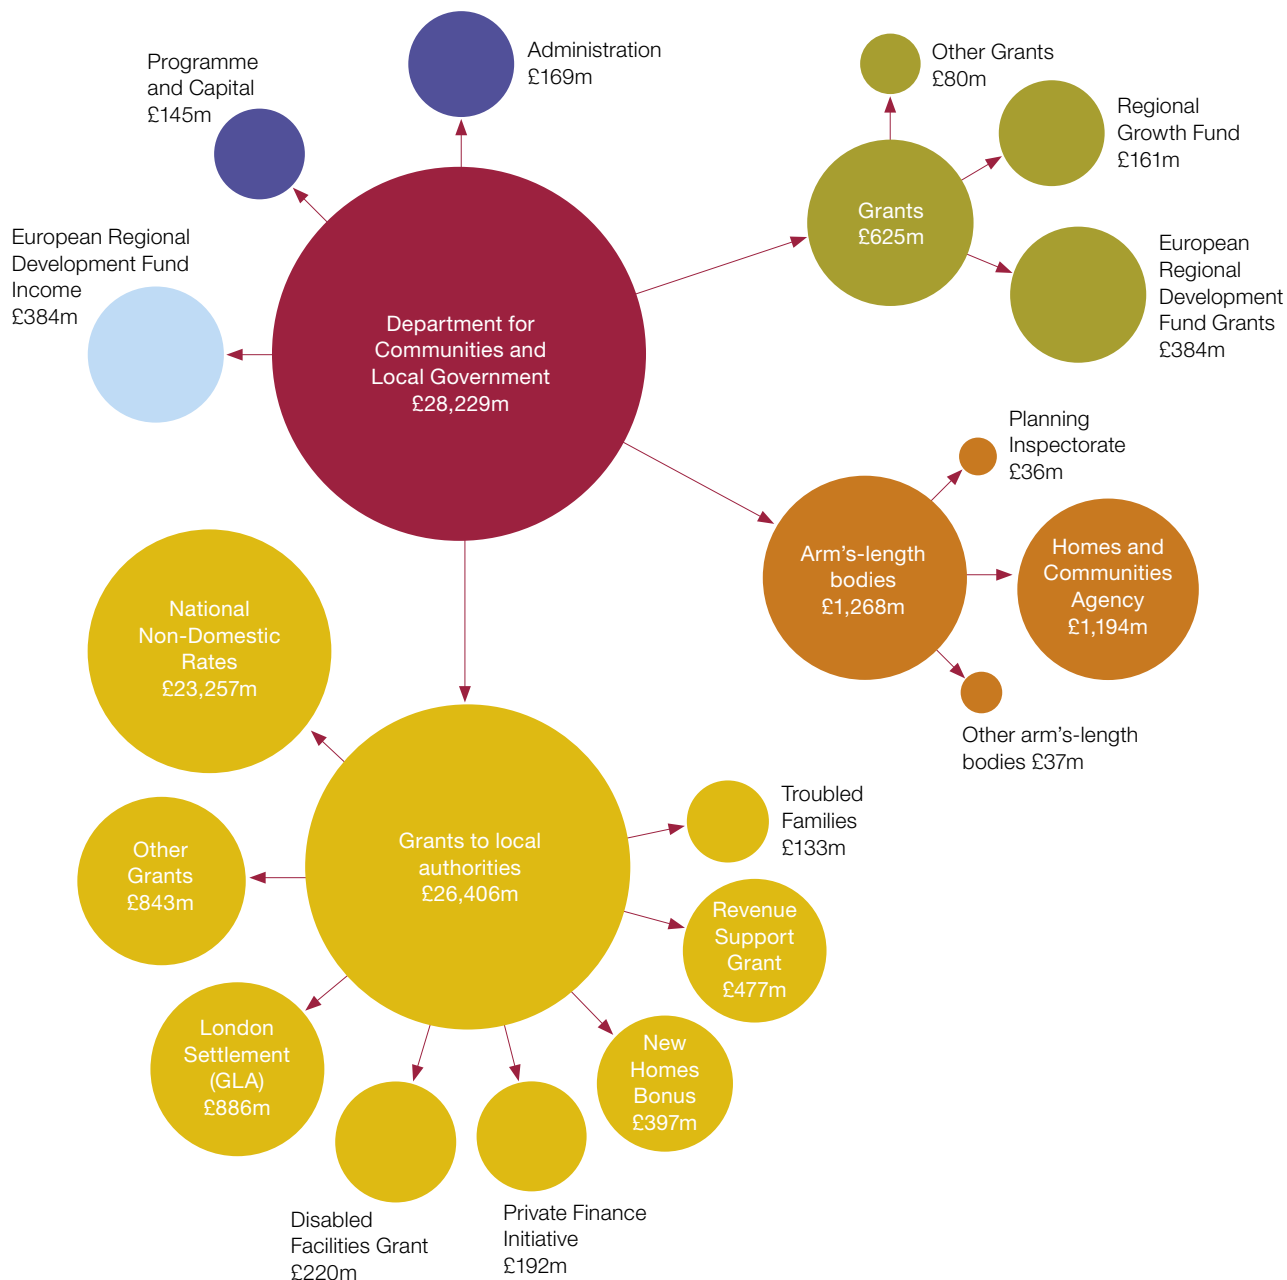 Programme
and Capital
£145m
Administration
£169m
Other Grants
£80m
Regional
Growth Fund
£161m
Grants
£625m
European
Regional
Development
Fund Grants
£384m
European Regional
Development Fund
Income
£384m
Department for
Communities and
Local Government
£28,229m
Planning
Inspectorate
£36m
Arm’s-length
bodies
£1,268m
Homes and
Communities
Agency
£1,194m
Other arm’s-length
bodies £37m
National
Non-Domestic
Rates
£23,257m
Grants to local
authorities
£26,406m
Troubled
Families
£133m
Other
Grants
£843m
Revenue
Support
Grant
£477m
London
Settlement
(GLA)
£886m
New
Homes
Bonus
£397m
Disabled
Facilities Grant
£220m
Private Finance
Initiative
£192m